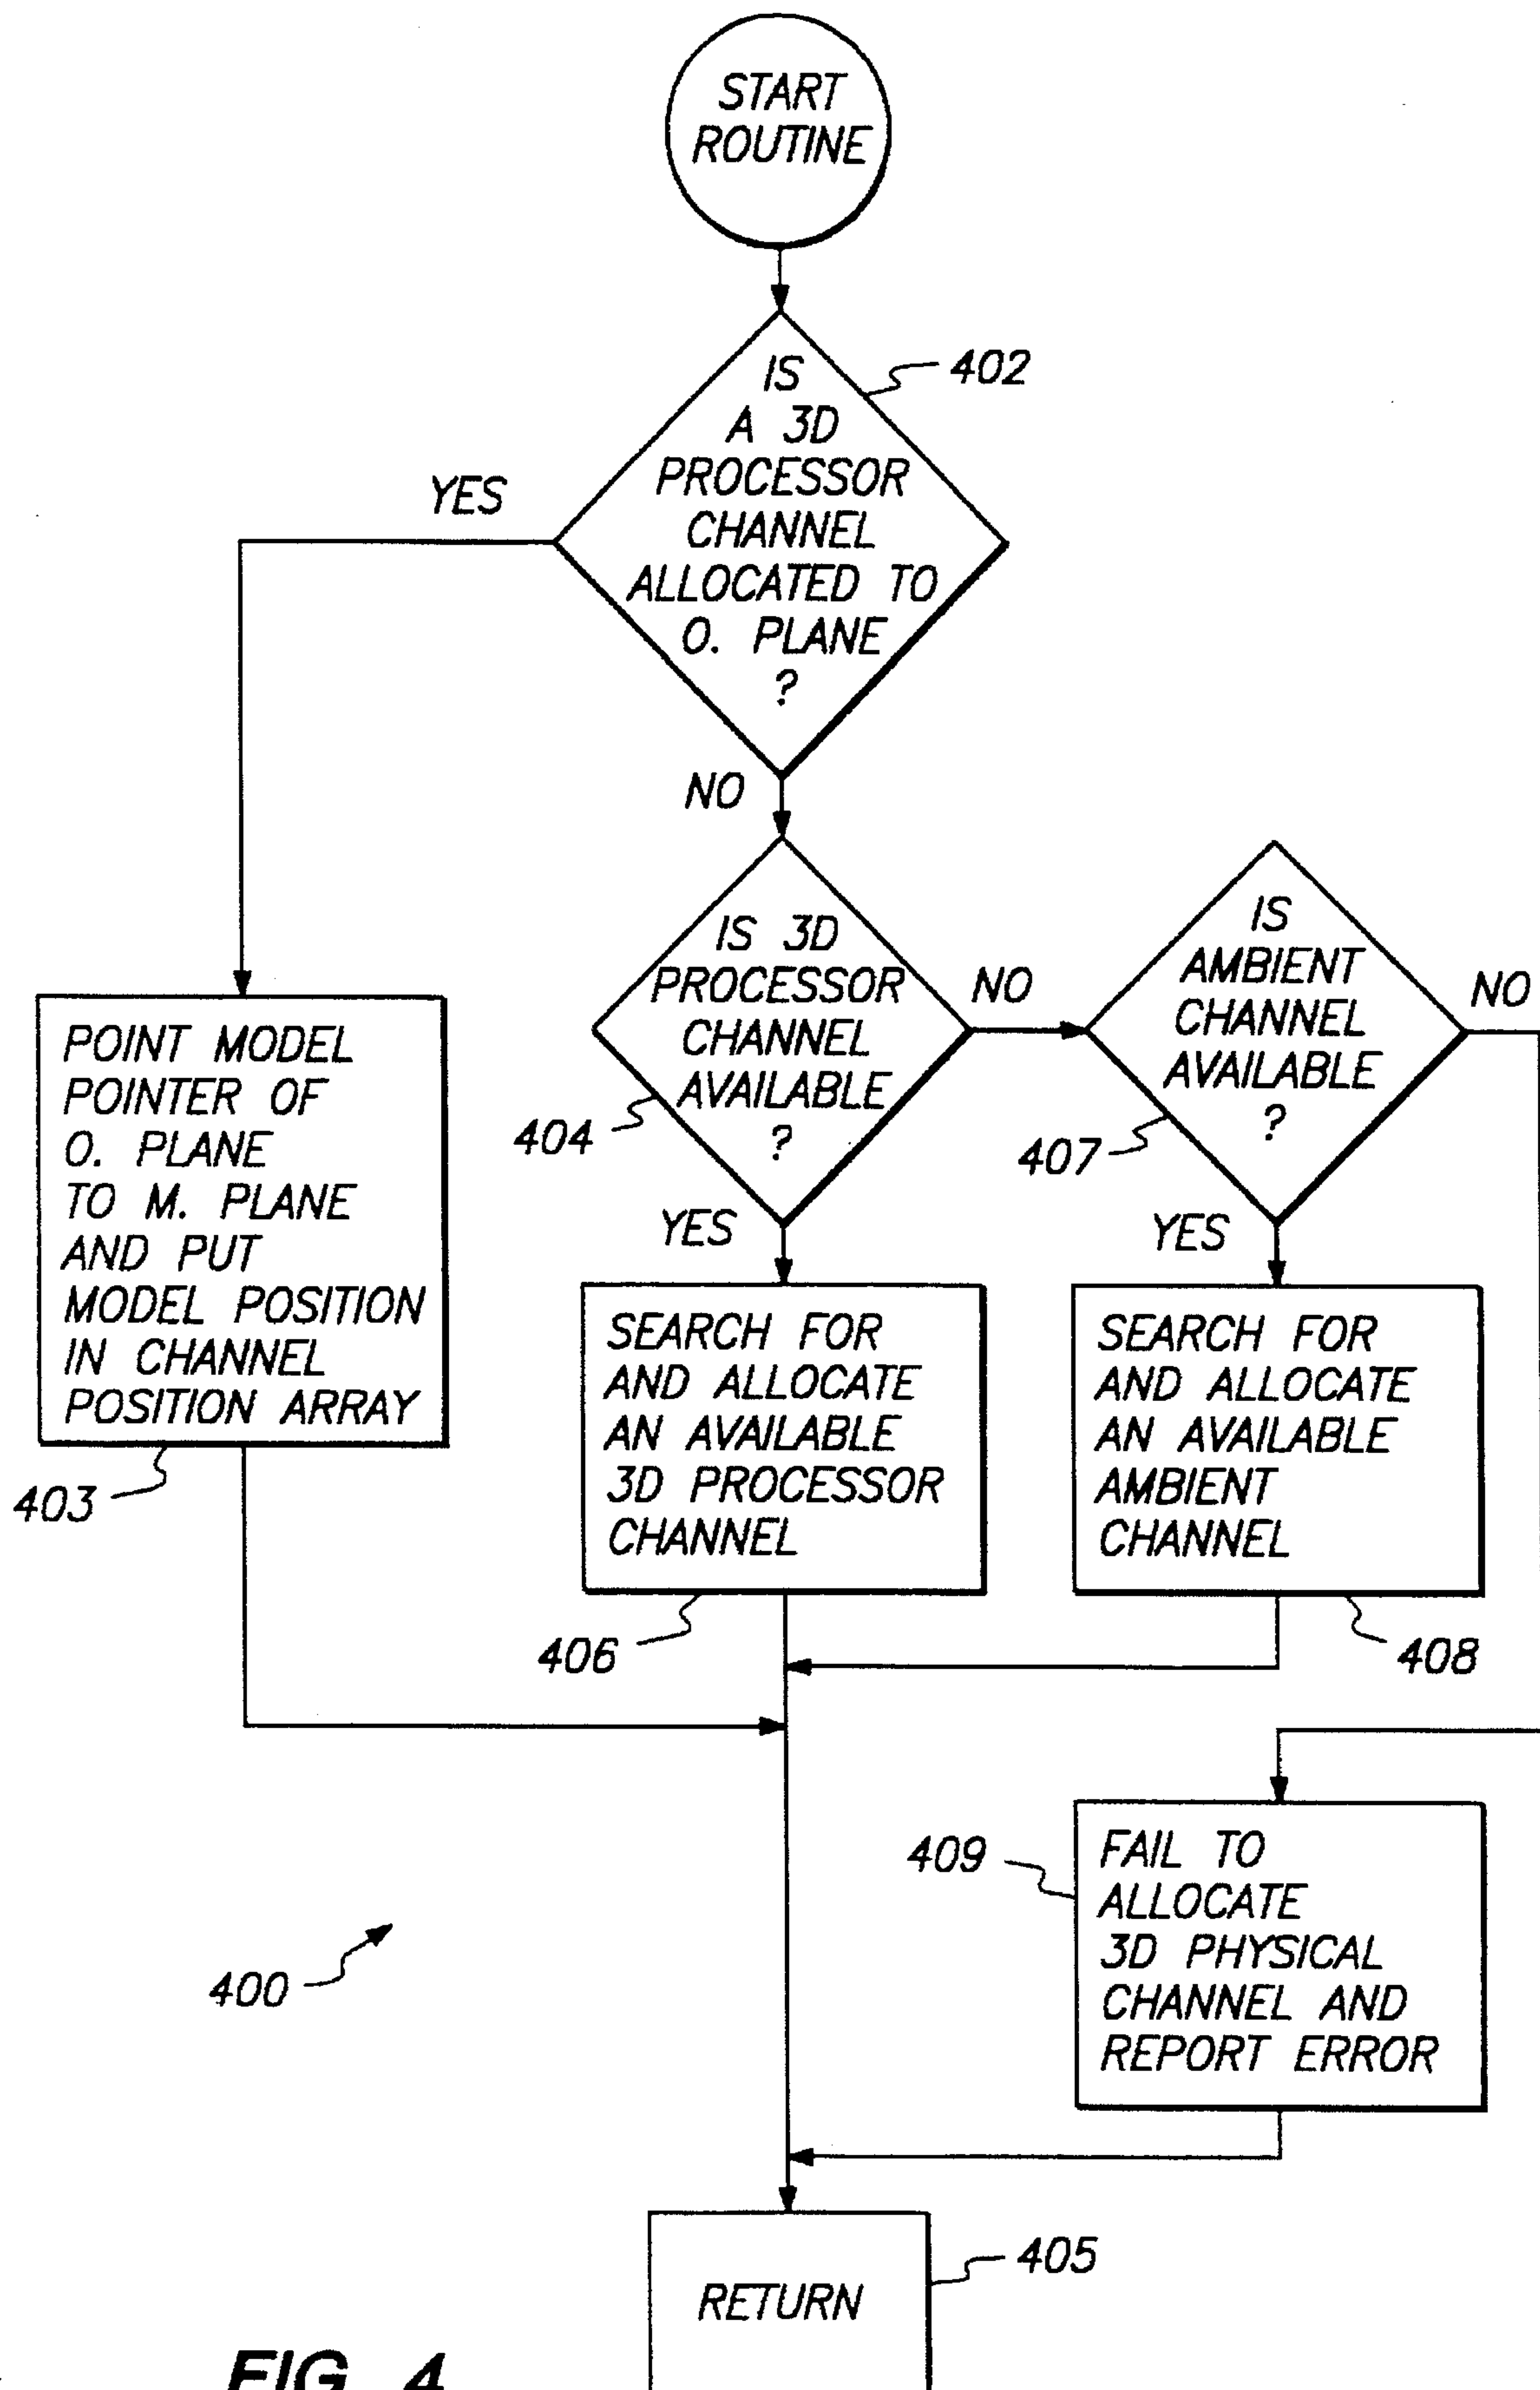 START
ROUTINE
402
IS
A 3D
PROCESSOR
CHANNEL
ALLOCATED TO
O. PLANE
?
YES
NO
IS 3D
PROCESSOR
CHANNEL
AVAILABLE
?
404
NO
IS
AMBIENT
CHANNEL
AVAILABLE
?
407
NO
POINT MODEL
POINTER OF
O. PLANE
TO M. PLANE
AND PUT
MODEL POSITION
IN CHANNEL
POSITION ARRAY
403
YES
SEARCH FOR
AND ALLOCATE
AN AVAILABLE
3D PROCESSOR
CHANNEL
406
YES
SEARCH FOR
AND ALLOCATE
AN AVAILABLE
AMBIENT
CHANNEL
408
409
FAIL TO
ALLOCATE
3D PHYSICAL
CHANNEL AND
REPORT ERROR
400
RETURN
405
FIG. 4